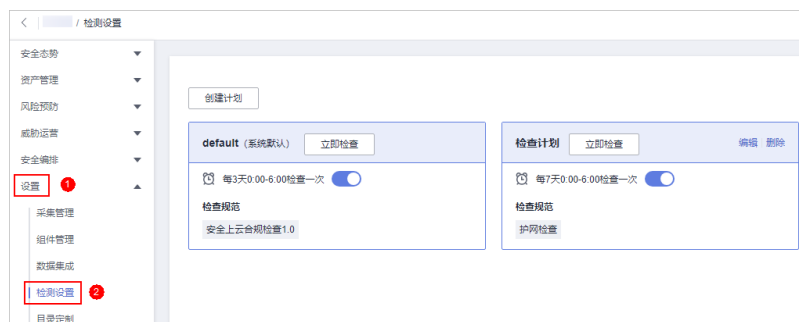 / 检测设置
安全态势
资产管理
风险预防
威胁运营
安全编排
设置 1
采集管理
组件管理
数据集成
检测设置 2
目录定制
创建计划
default（系统默认） 立即检查
每3天0:00-6:00检查一次
检查规范
安全上云合规检查1.0
检查计划 立即检查 编辑 删除
每7天0:00-6:00检查一次
检查规范
护网检查